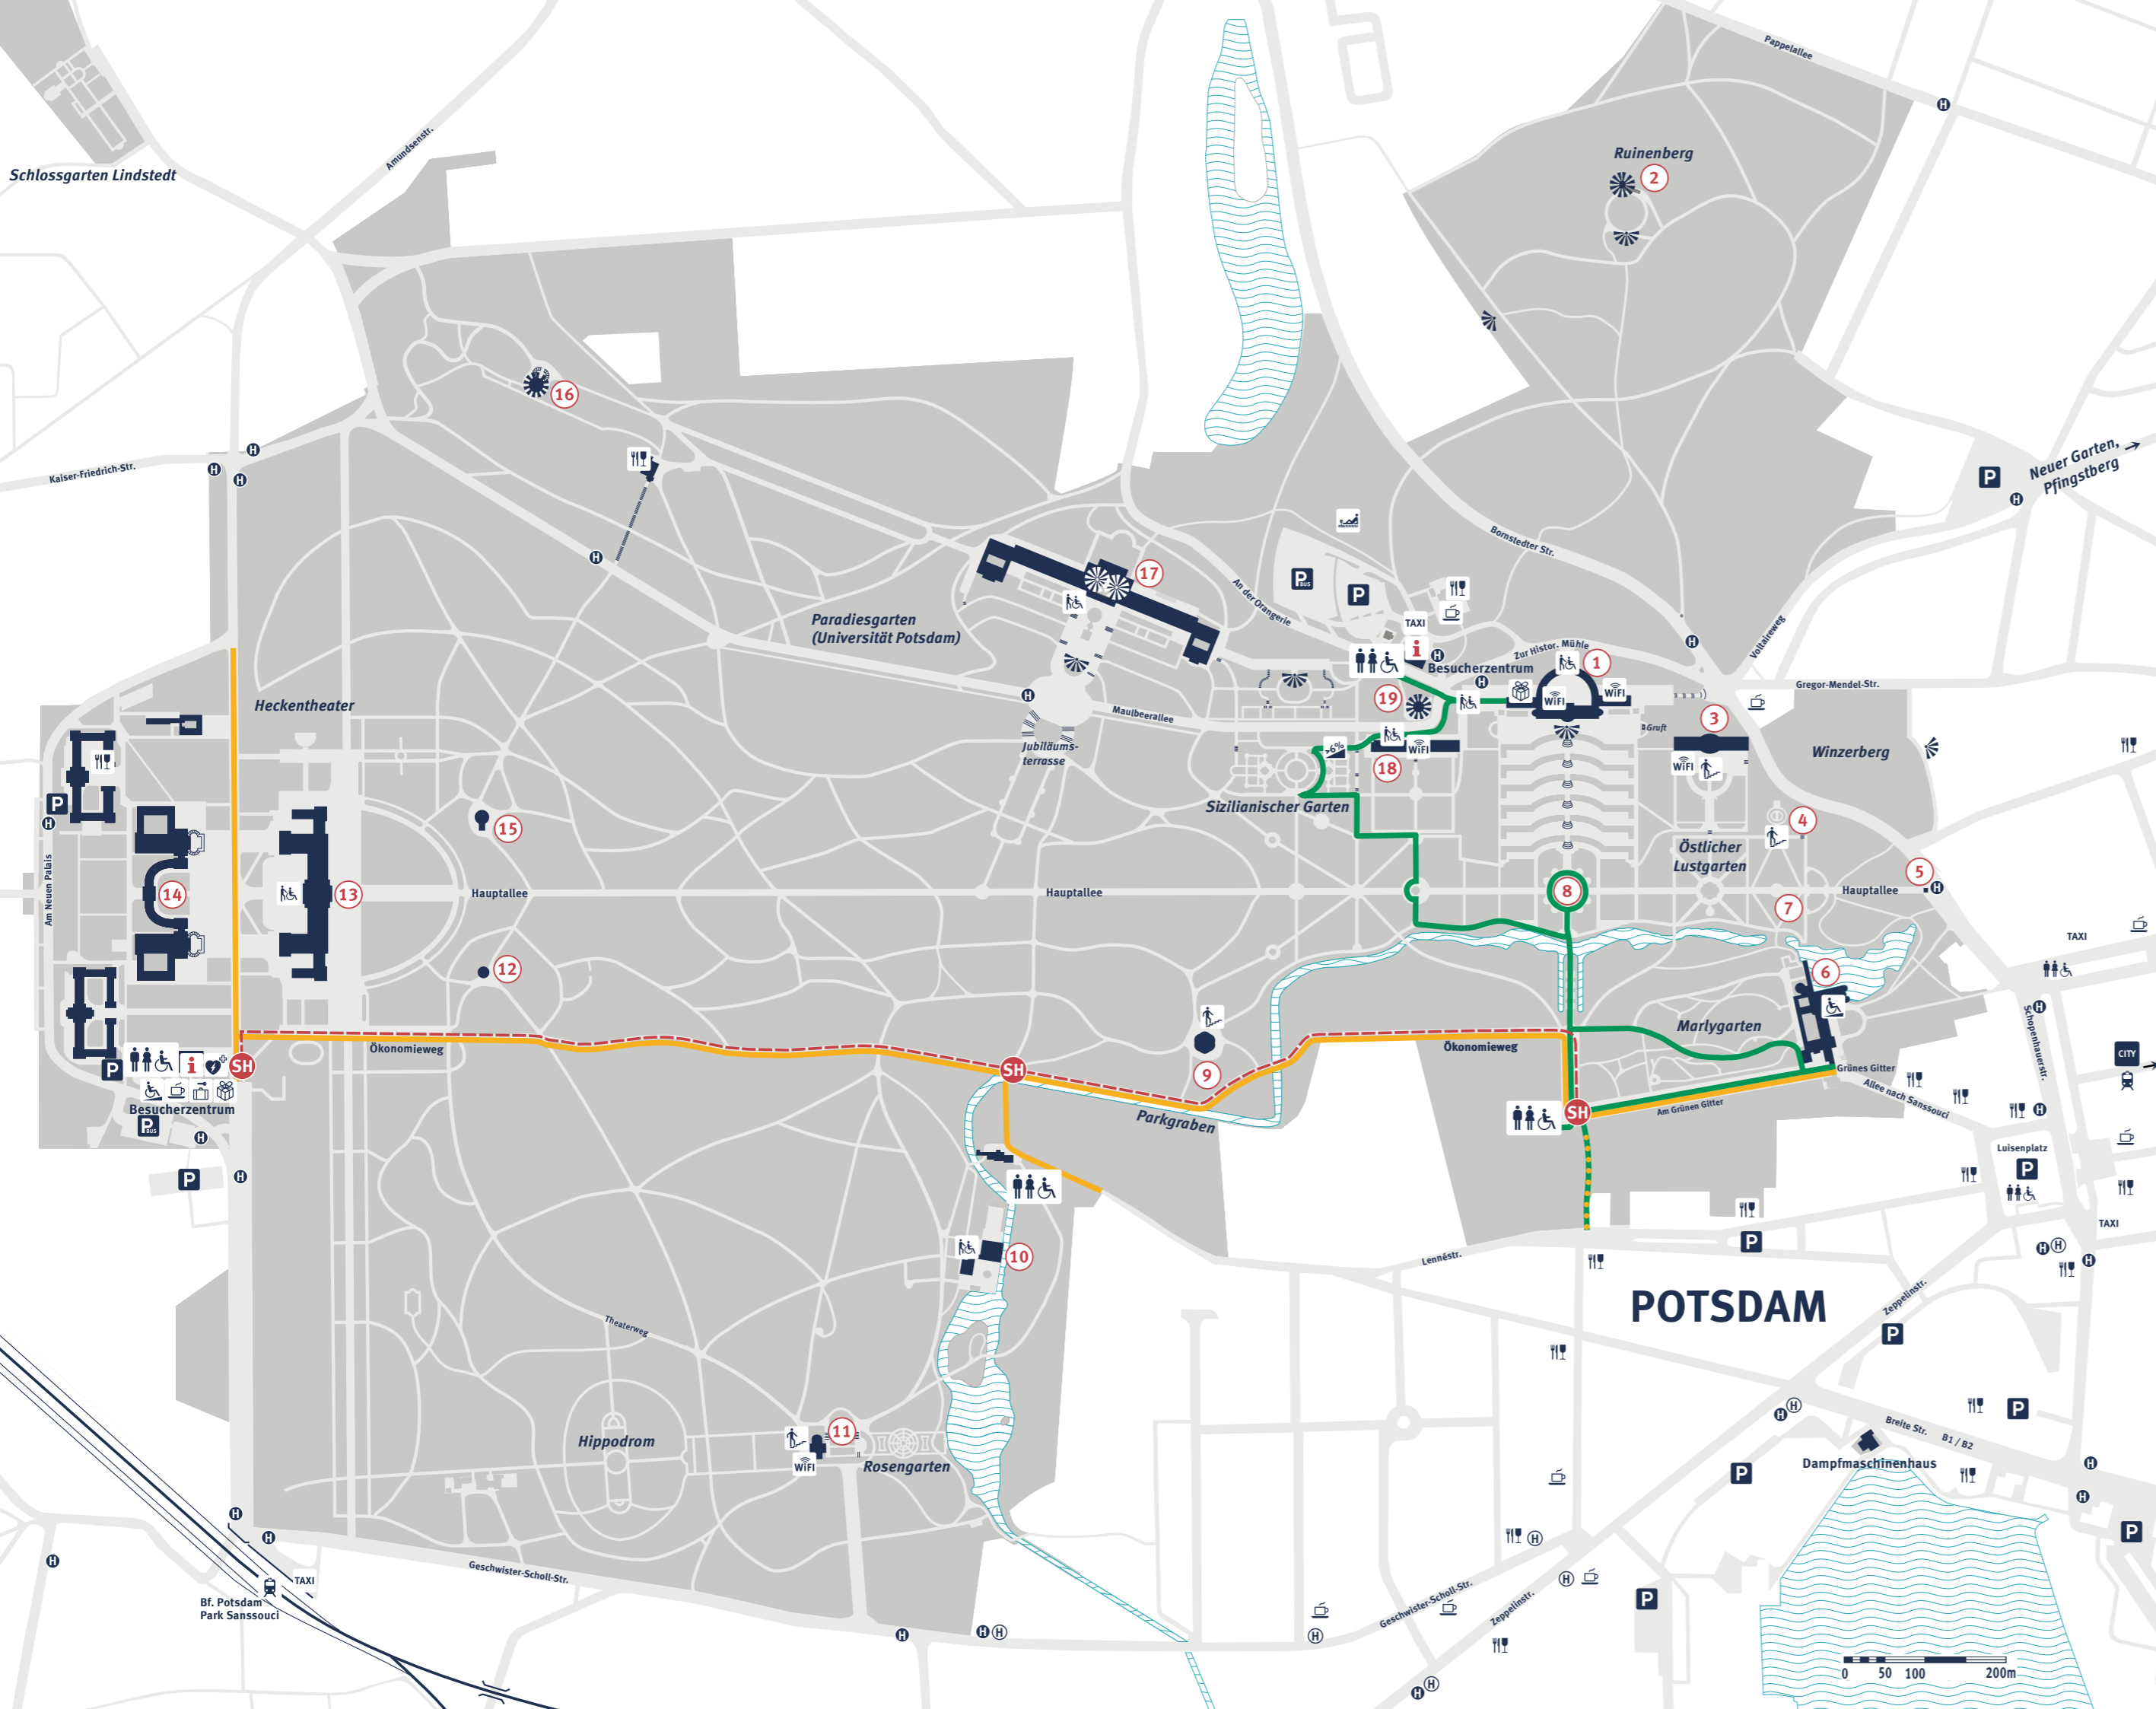 Pappelallee
H
Amundsenstr.
Ruinenberg
2
Schlossgarten Lindstedt
16
Kaiser-Friedrich-Str.
H
H
H
P
Neuer Garten,
Pfingstberg
H
H
Bornstedter Str.
17
An der Orangerie
P BUS
P
Paradiesgarten
(Universität Potsdam)
TAXI
i
H
Besucherzentrum
Zur Histor. Mühle
1
H
Voltaireweg
H
WiFi
WiFi
Gregor-Mendel-Str.
H
19
Heckentheater
Maulbeerallee
Jubiläums-
terrasse
>6%
WiFi
18
Gruft
3
WiFi
Winzerberg
P
H
Sizilianischer Garten
15
4
Östlicher
Lustgarten
5
H
Am Neuen Palais
14
13
Hauptallee
Hauptallee
8
Hauptallee
7
TAXI
12
6
Marlygarten
H
Schopenhauerstr.
Ökonomieweg
Ökonomieweg
CITY
P
i
SH
SH
9
Grünes Gitter
Allee nach Sanssouci
Besucherzentrum
P BUS
H
Parkgraben
SH
Am Grünen Gitter
H
Luisenplatz
P
H
P
10
TAXI
Lennéstr.
P
H
H
H
POTSDAM
Zeppelinstr.
P
Theaterweg
H
H
P
Hippodrom
11
WiFi
Rosengarten
Breite Str.
B1 / B2
Dampfmaschinenhaus
P
H
H
H
H
H
P
H
Geschwister-Scholl-Str.
TAXI
Bf. Potsdam
Park Sanssouci
H
P
Geschwister-Scholl-Str.
Zeppelinstr.
H
H
H
H
H
H
0
50
100
200m